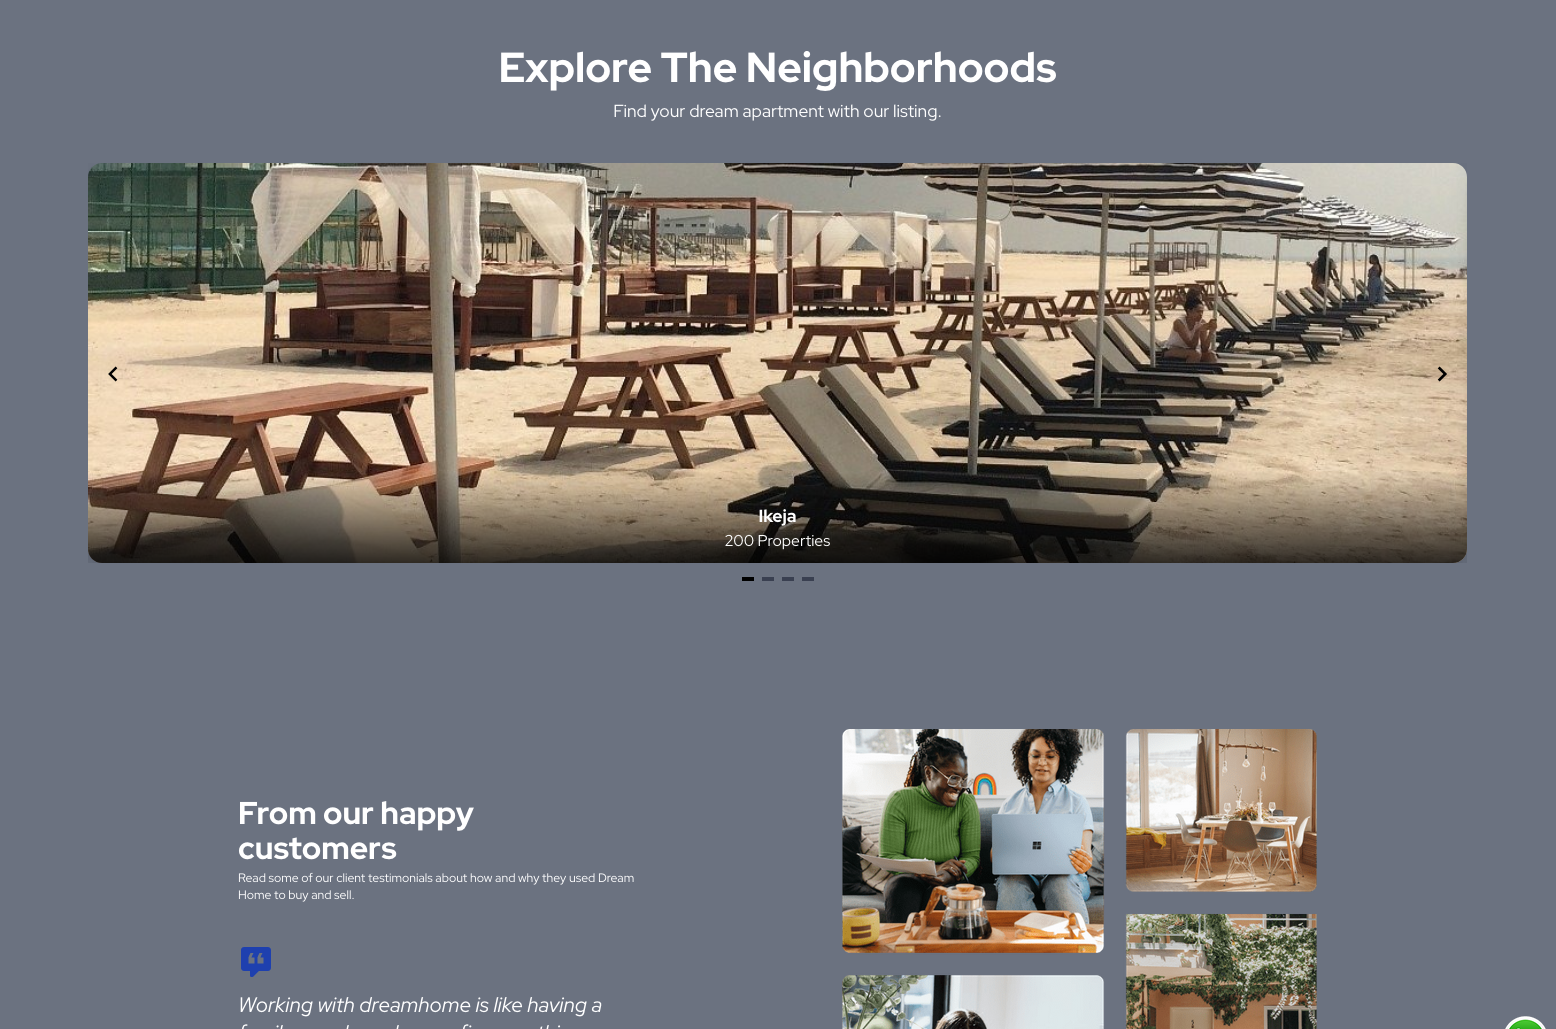 Explore The Neighborhoods
Find your dream apartment with our listing.
Ikeja
200 Properties
From our happy
customers
Read some of our client testimonials about how and why they used Dream
Home to buy and sell.
Working with dreamhome is like having a